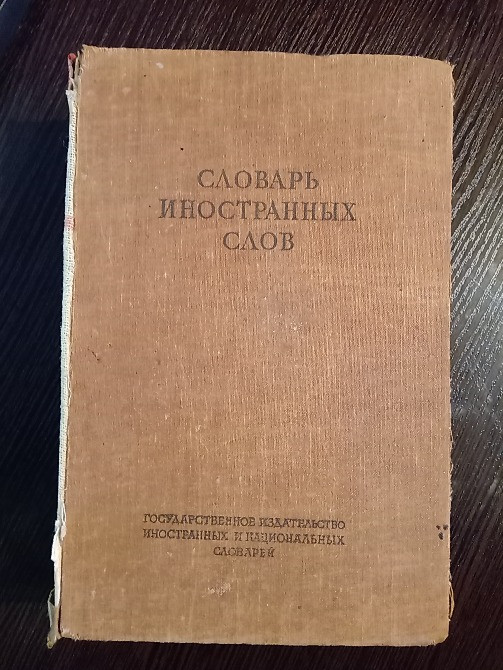 СЛОВАРЬ
ИНОСТРАННЫХ
СЛОВ
ГОСУДАРСТВЕННОЕ ИЗДАТЕЛЬСТВО
ИНОСТРАННЫХ И НАЦИОНАЛЬНЫХ
СЛОВАРЕЙ